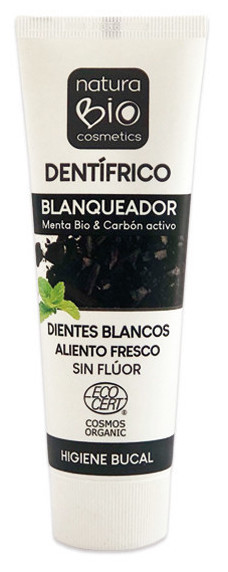 natura
Bio
cosmetics
DENTÍFRICO
BLANQUEADOR
Menta Bio & Carbón activo
DIENTES BLANCOS
ALIENTO FRESCO
SIN FLÚOR
ECO
CERT
®
COSMOS
ORGANIC
HIGIENE BUCAL